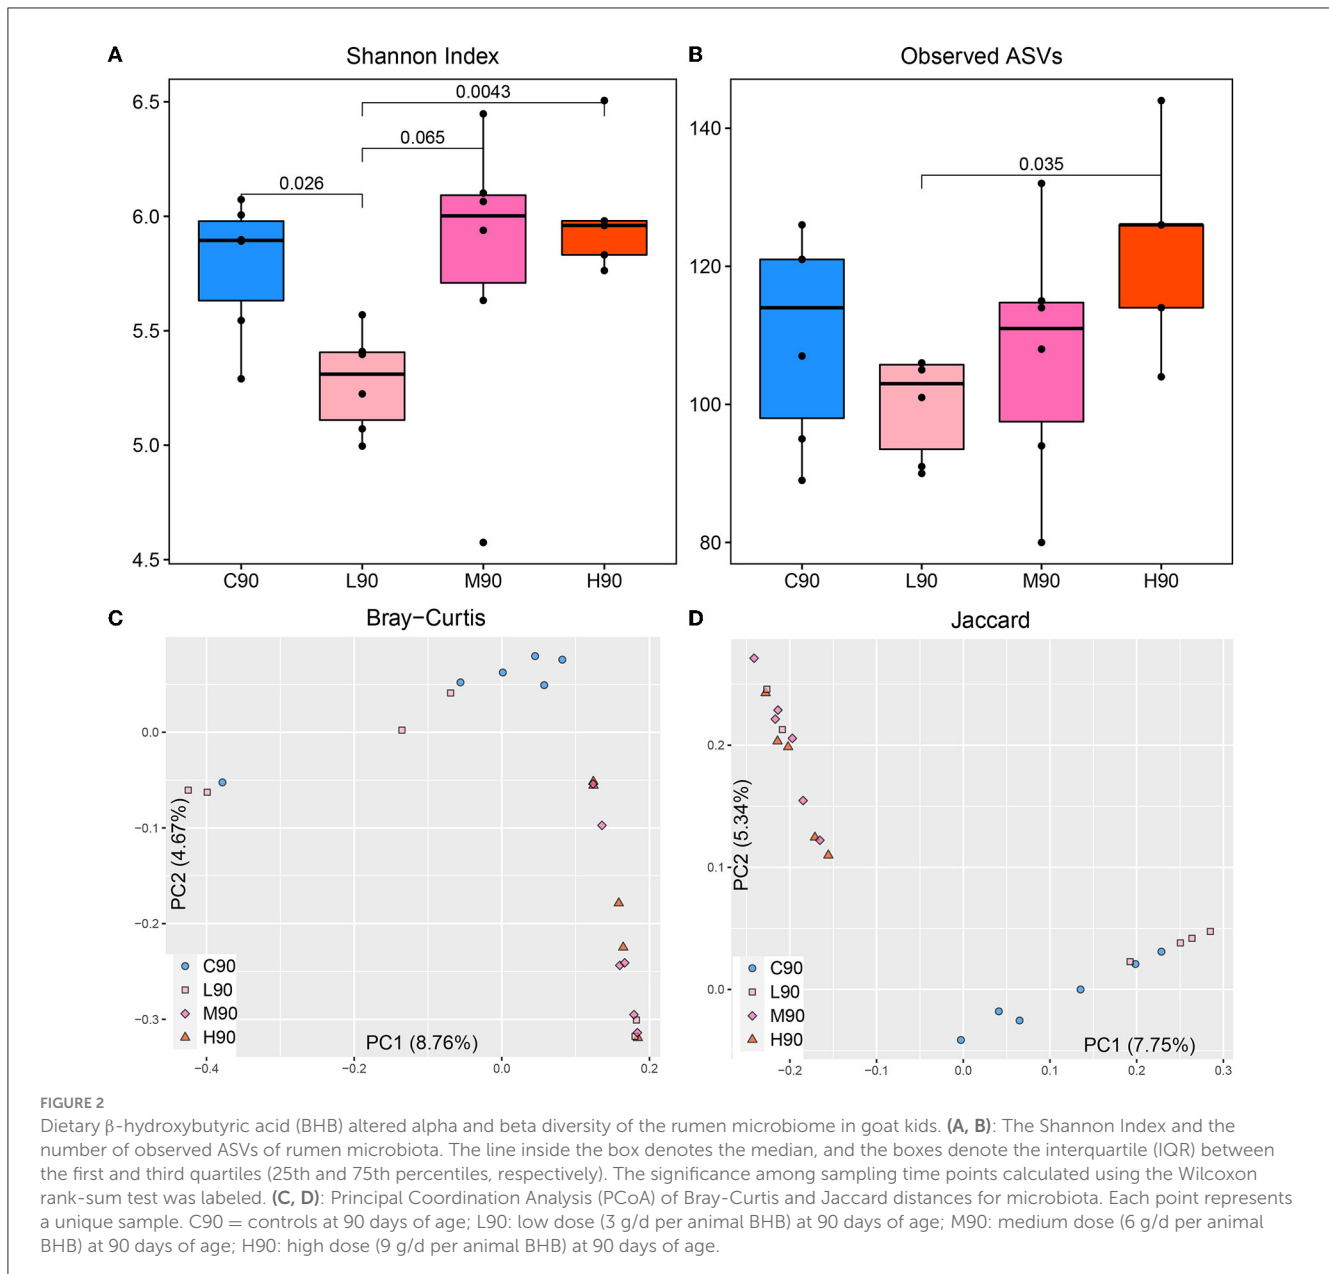 A
Shannon Index
6.5
6.0
5.5
5.0
4.5
0.0043
0.065
0.026
C90 L90 M90 H90
B
Observed ASVs
140
120
100
80
0.035
C90 L90 M90 H90
C
Bray−Curtis
0.0
−0.1
−0.2
−0.3
PC2 (4.67%)
C90
L90
M90
H90
PC1 (8.76%)
−0.4 −0.2 0.0 0.2
D
Jaccard
0.2
0.1
0.0
PC2 (5.34%)
C90
L90
M90
H90
PC1 (7.75%)
−0.2 −0.1 0.0 0.1 0.2 0.3
FIGURE 2
Dietary β-hydroxybutyric acid (BHB) altered alpha and beta diversity of the rumen microbiome in goat kids. (A, B): The Shannon Index and the
number of observed ASVs of rumen microbiota. The line inside the box denotes the median, and the boxes denote the interquartile (IQR) between
the first and third quartiles (25th and 75th percentiles, respectively). The significance among sampling time points calculated using the Wilcoxon
rank-sum test was labeled. (C, D): Principal Coordination Analysis (PCoA) of Bray-Curtis and Jaccard distances for microbiota. Each point represents
a unique sample. C90 = controls at 90 days of age; L90: low dose (3 g/d per animal BHB) at 90 days of age; M90: medium dose (6 g/d per animal
BHB) at 90 days of age; H90: high dose (9 g/d per animal BHB) at 90 days of age.